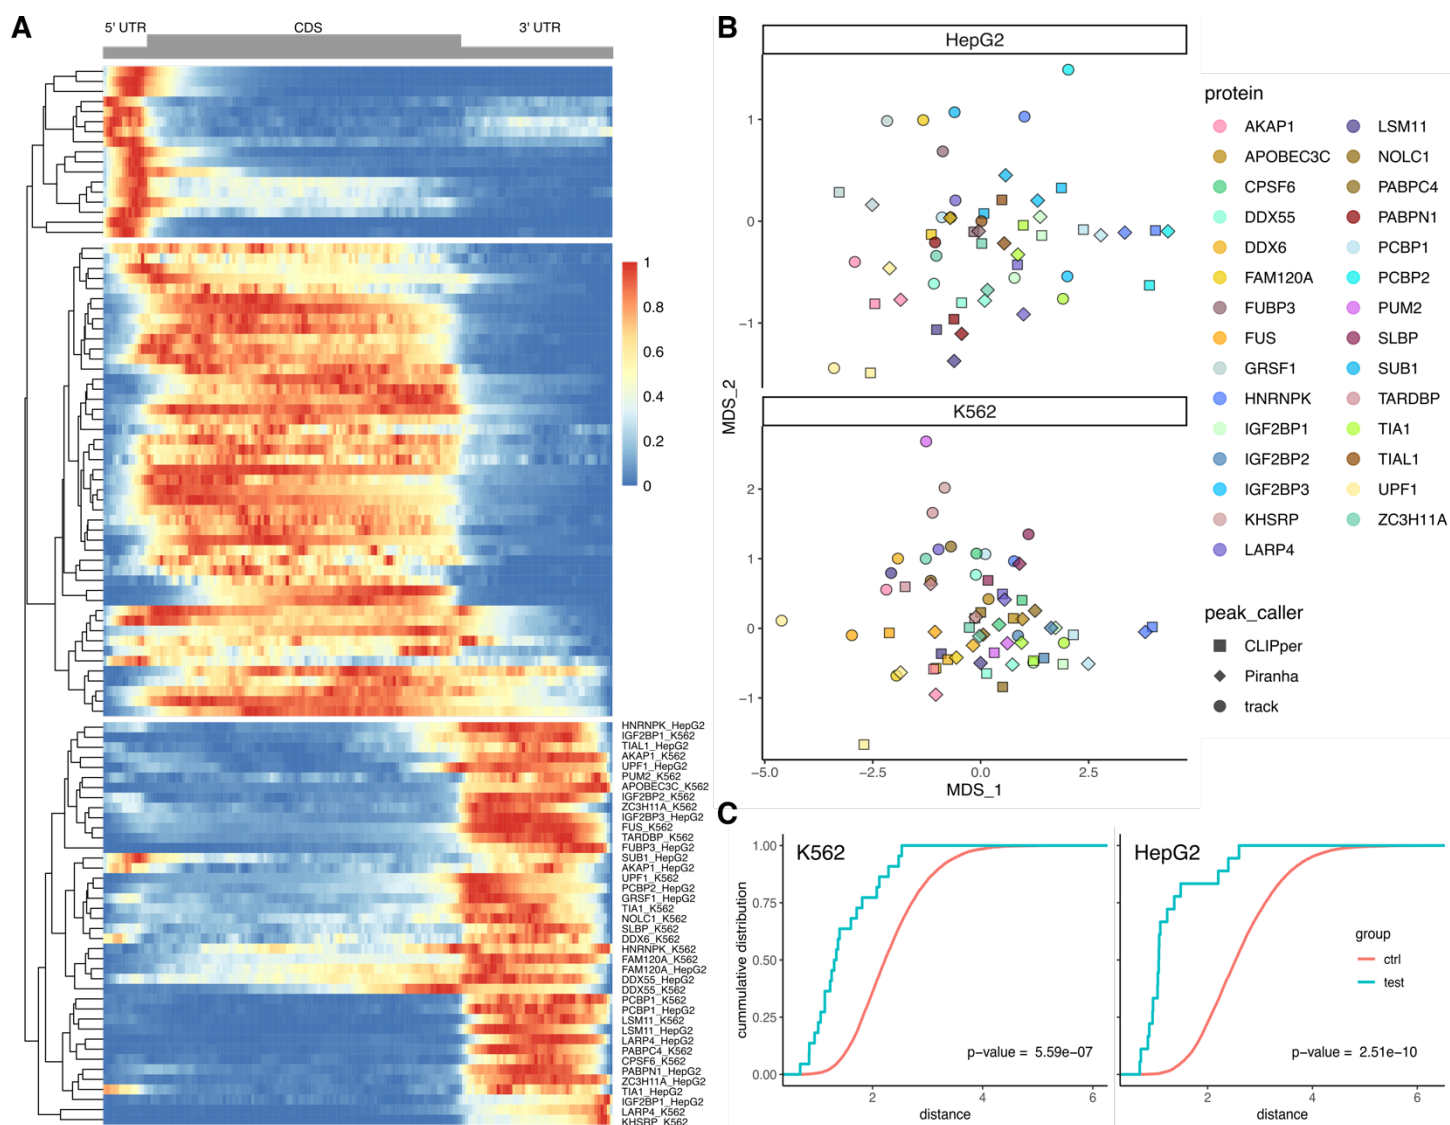 A
5' UTR
CDS
3' UTR
1
0.8
0.6
0.4
0.2
0
HNRNPK_HepG2
IGF2BP1_K562
TIAL1_HepG2
AKAP1_K562
UPF1_HepG2
PUM2_K562
APOBEC3C_K562
IGF2BP2_K562
ZC3H11A_K562
IGF2BP3_HepG2
FUS_K562
TARDBP_K562
FUBP3_HepG2
SUB1_HepG2
AKAP1_HepG2
UPF1_K562
PCBP2_HepG2
GRSF1_HepG2
TIA1_K562
NOLC1_K562
SLBP_K562
DDX6_K562
HNRNPK_K562
FAM120A_K562
FAM120A_HepG2
DDX55_HepG2
DDX55_K562
PCBP1_K562
PCBP1_HepG2
LSM11_K562
LSM11_HepG2
LARP4_HepG2
PABPC4_K562
CPSF6_K562
PABPN1_HepG2
ZC3H11A_HepG2
TIA1_HepG2
IGF2BP1_HepG2
LARP4_K562
KHSRP_K562
B
HepG2
1
0
−1
MDS_2
K562
2
1
0
−1
−5.0
−2.5
0.0
2.5
MDS_1
protein
AKAP1
APOBEC3C
CPSF6
DDX55
DDX6
FAM120A
FUBP3
FUS
GRSF1
HNRNPK
IGF2BP1
IGF2BP2
IGF2BP3
KHSRP
LARP4
LSM11
NOLC1
PABPC4
PABPN1
PCBP1
PCBP2
PUM2
SLBP
SUB1
TARDBP
TIA1
TIAL1
UPF1
ZC3H11A
peak_caller
CLIPper
Piranha
track
C
cummulative distribution
1.00
0.75
0.50
0.25
0.00
K562
p−value = 5.59e−07
2
4
6
distance
HepG2
group
ctrl
test
p−value = 2.51e−10
2
4
6
distance